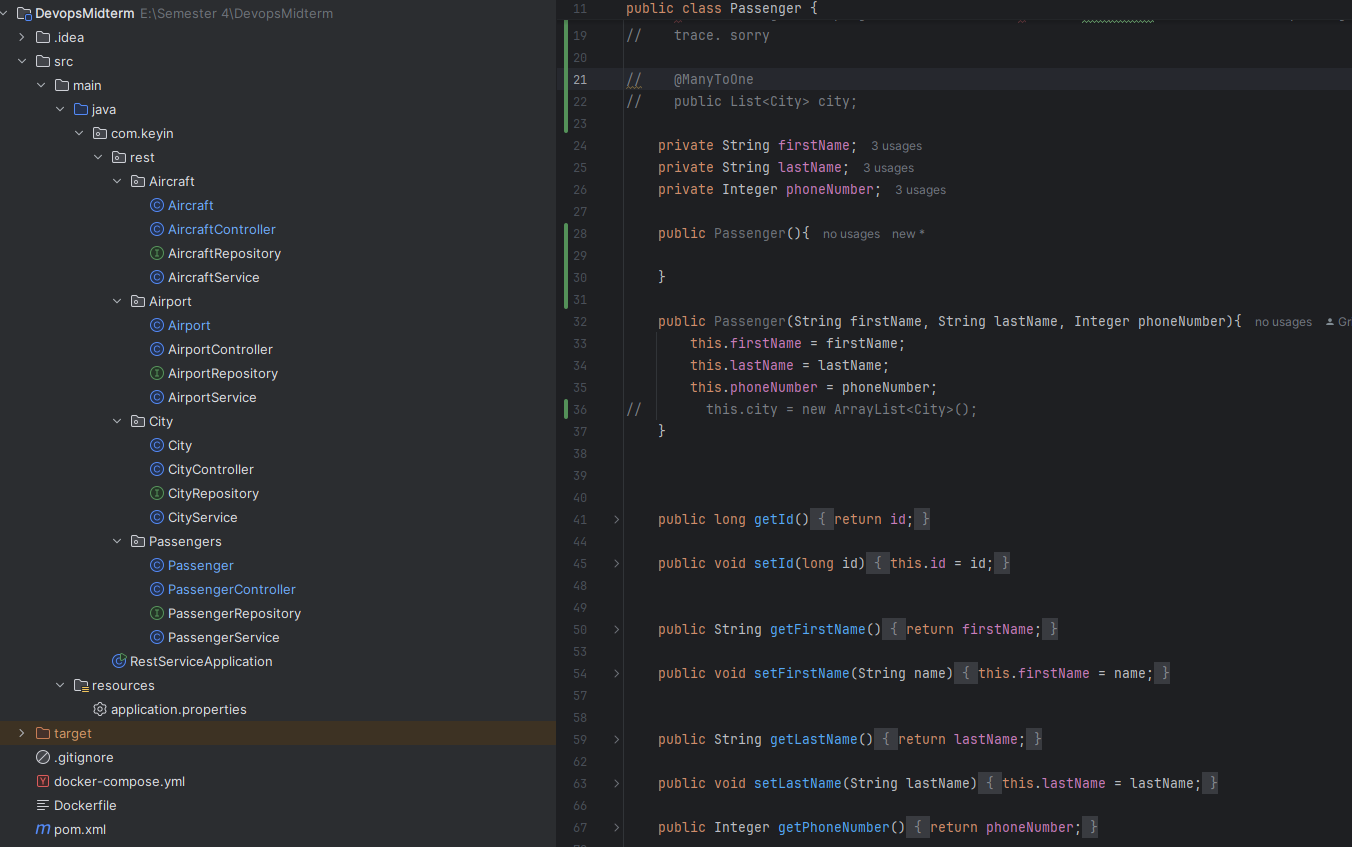 DevopsMidterm E:\Semester 4\DevopsMidterm
.idea
src
main
java
com.keyin
rest
Aircraft
Aircraft
AircraftController
AircraftRepository
AircraftService
Airport
Airport
AirportController
AirportRepository
AirportService
City
City
CityController
CityRepository
CityService
Passengers
Passenger
PassengerController
PassengerRepository
PassengerService
RestServiceApplication
resources
application.properties
target
.gitignore
docker-compose.yml
Dockerfile
pom.xml
11 public class Passenger {
19 // trace. sorry
20
21 // @ManyToOne
22 // public List<City> city;
23
24 private String firstName; 3 usages
25 private String lastName; 3 usages
26 private Integer phoneNumber; 3 usages
27
28 public Passenger(){ no usages new *
29
30 }
31
32 public Passenger(String firstName, String lastName, Integer phoneNumber){ no usages Gr
33 this.firstName = firstName;
34 this.lastName = lastName;
35 this.phoneNumber = phoneNumber;
36 // this.city = new ArrayList<City>();
37 }
38
39
40
41 public long getId() { return id; }
44
45 public void setId(long id) { this.id = id; }
48
49
50 public String getFirstName() { return firstName; }
53
54 public void setFirstName(String name) { this.firstName = name; }
57
58
59 public String getLastName() { return lastName; }
62
63 public void setLastName(String lastName) { this.lastName = lastName; }
66
67 public Integer getPhoneNumber() { return phoneNumber; }